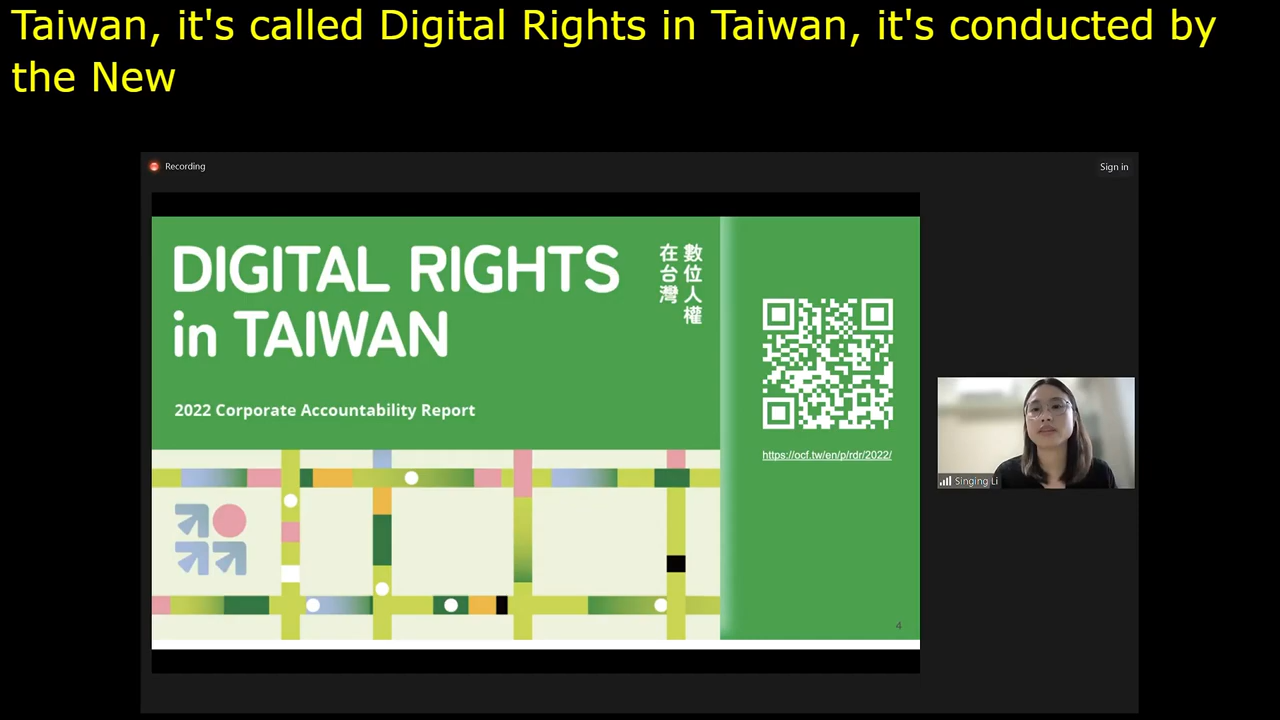 Taiwan, it's called Digital Rights in Taiwan, it's conducted by
the New
Recording
Sign in
DIGITAL RIGHTS
in TAIWAN
數位人權
在台灣
2022 Corporate Accountability Report
https://ocf.tw/en/p/rdr/2022/
Singing Li
4